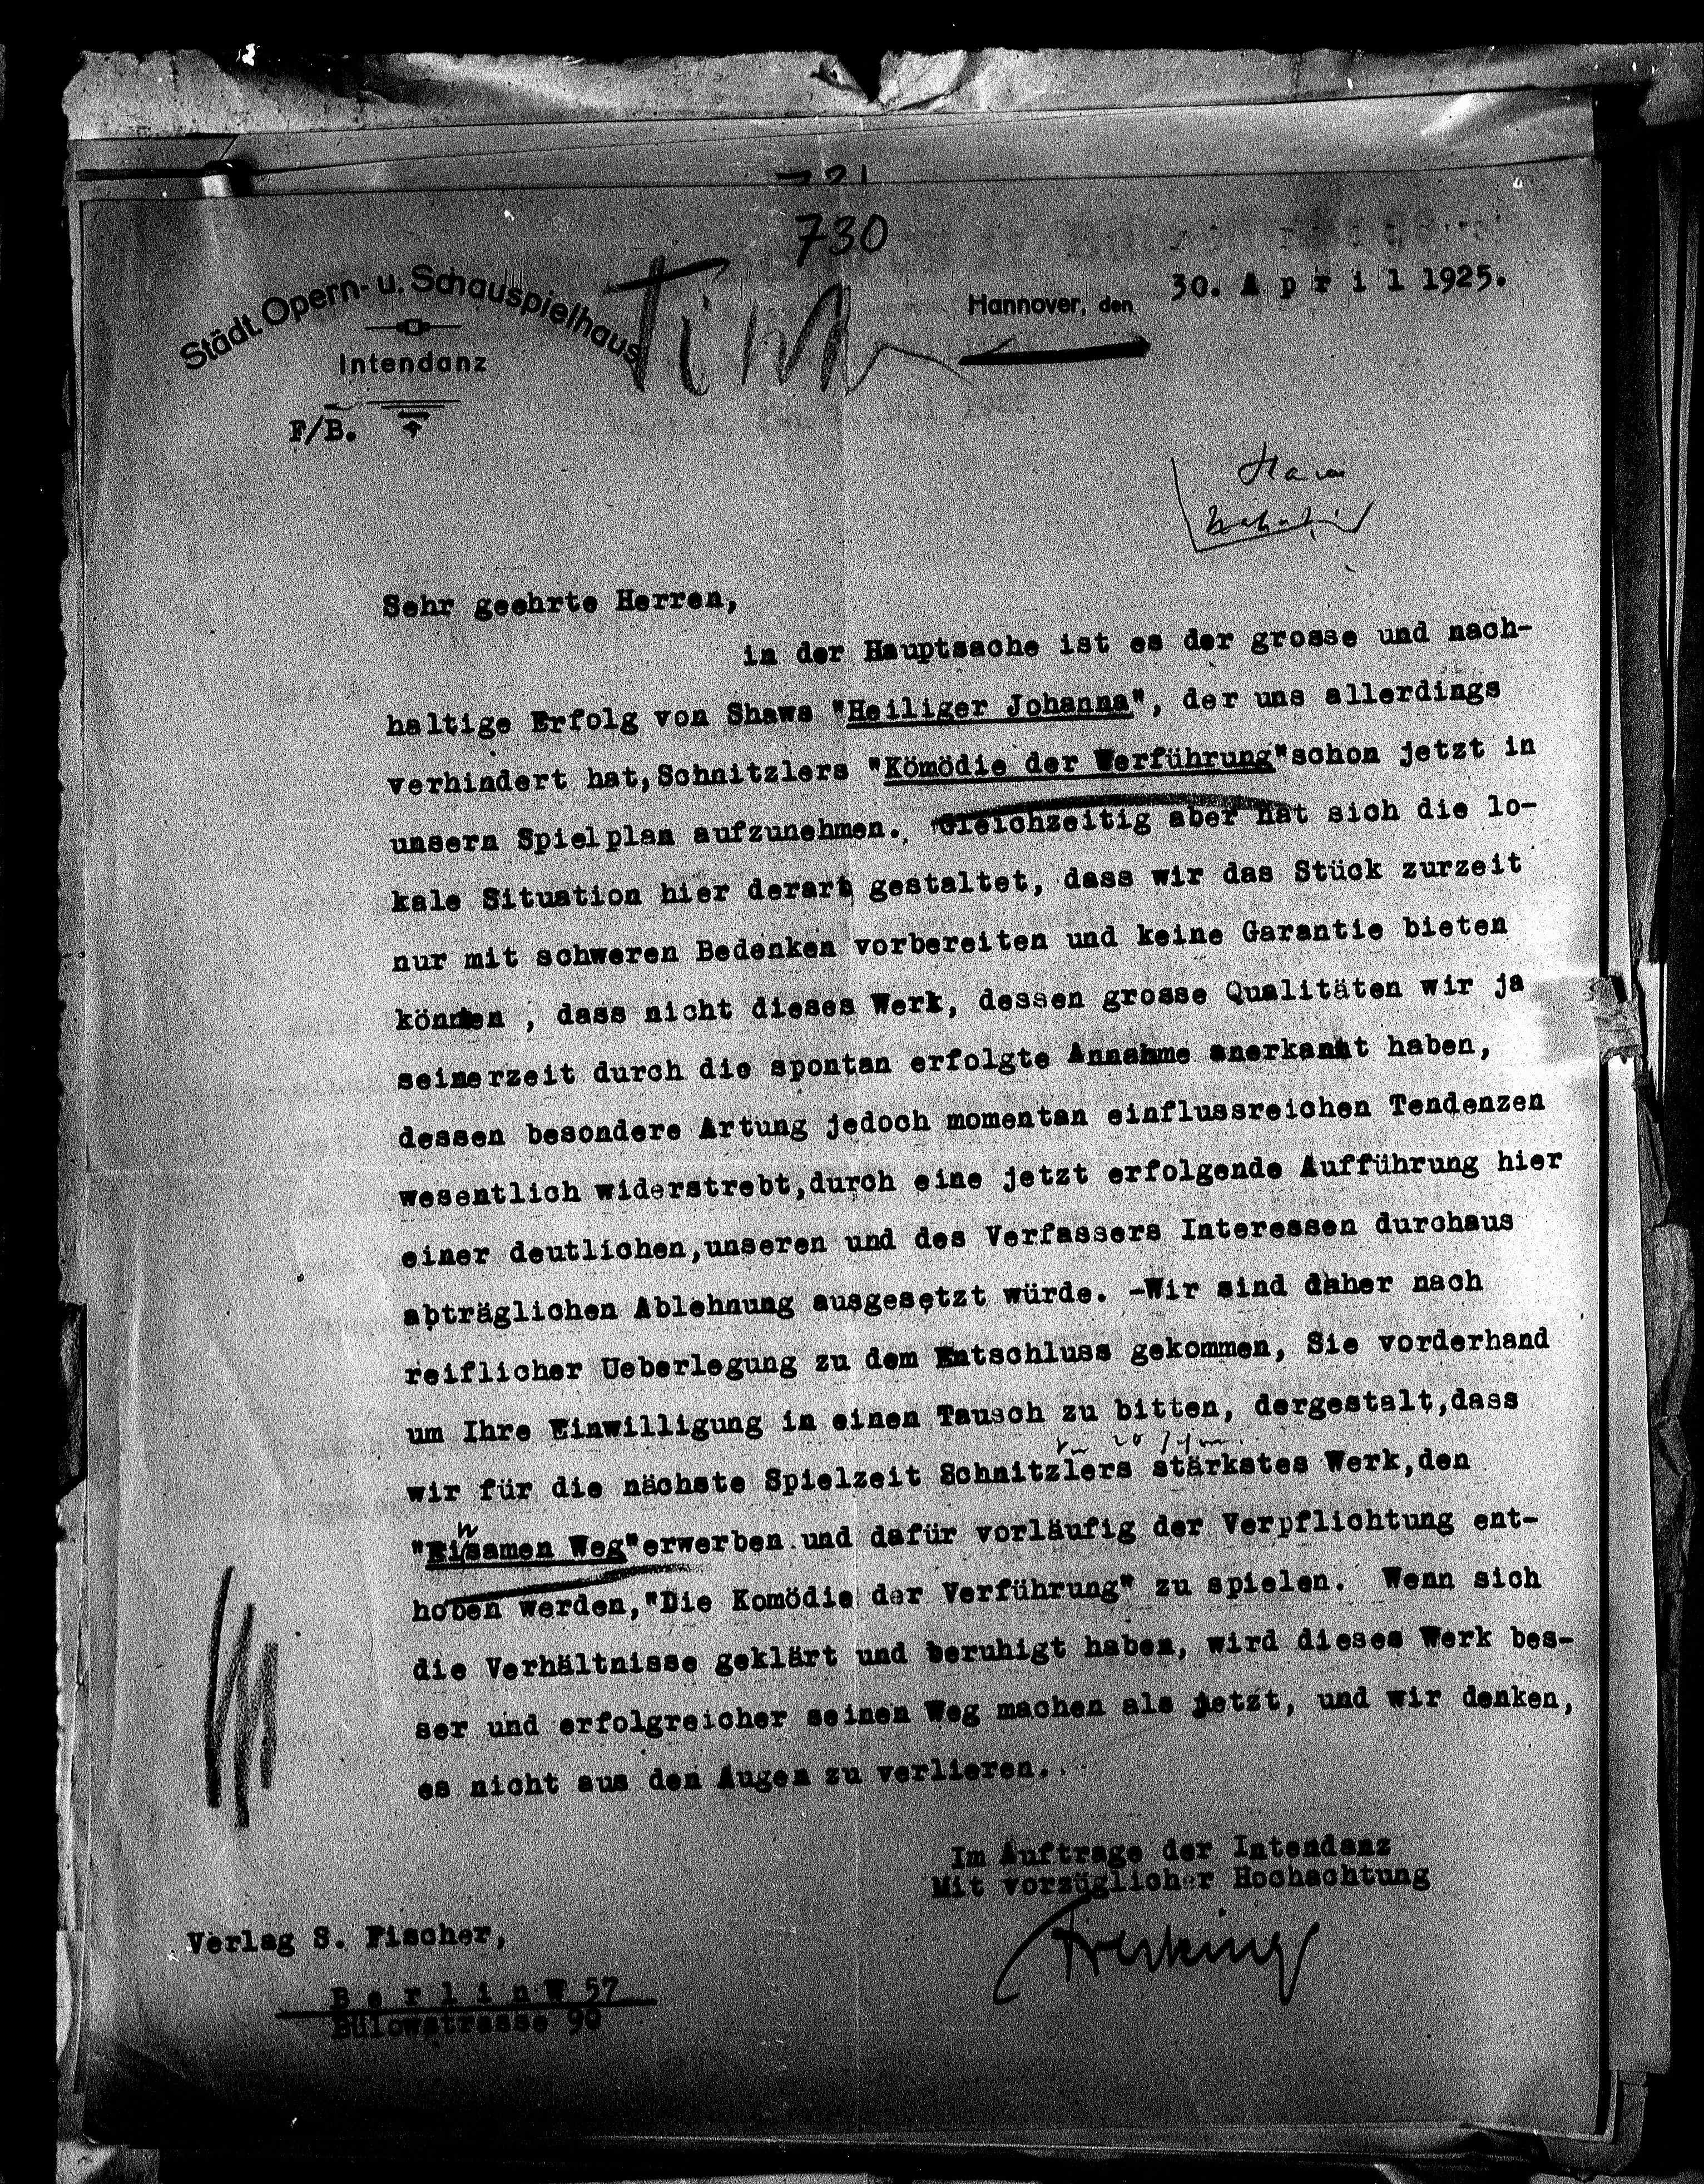 730
Städt. Opern- u. Schauspielhaus
Intendanz
Hannover, den 30. A p r i l 1925.
F/B.
Sehr geehrte Herren,
in der Hauptsache ist es der grosse und nach-
haltige Erfolg von Shaws "Heiliger Johanna", der uns allerdings
verhindert hat, Schnitzlers "Kömödie der Verführung" schon jetzt in
unsern Spielplan aufzunehmen. Gleichzeitig aber hat sich die lo-
kale Situation hier derart gestaltet, dass wir das Stück zurzeit
nur mit schweren Bedenken vorbereiten und keine Garantie bieten
können, dass nicht dieses Werk, dessen grosse Qualitäten wir ja
seinerzeit durch die spontan erfolgte Annahme anerkannt haben,
dessen besondere Artung jedoch momentan einflussreichen Tendenzen
wesentlich widerstrebt, durch eine jetzt erfolgende Aufführung hier
einer deutlichen, unseren und des Verfassers Interessen durchaus
abträglichen Ablehnung ausgesetzt würde. -Wir sind daher nach
reiflicher Ueberlegung zu dem Entschluss gekommen, Sie vorderhand
um Ihre Einwilligung in einen Tausch zu bitten, dergestalt, dass
wir für die nächste Spielzeit Schnitzlers stärkstes Werk, den
"Einsamen Weg" erwerben und dafür vorläufig der Verpflichtung ent-
hoben werden, "Die Komödie der Verführung" zu spielen. Wenn sich
die Verhältnisse geklärt und beruhigt haben, wird dieses Werk bes-
ser und erfolgreicher seinen Weg machen als jetzt, und wir denken,
es nicht aus den Augen zu verlieren.
Im Auftrage der Intendanz
Mit vorzüglicher Hochachtung
Verlag S. Fischer,
B e r l i n W 57
Bülowstrasse 90